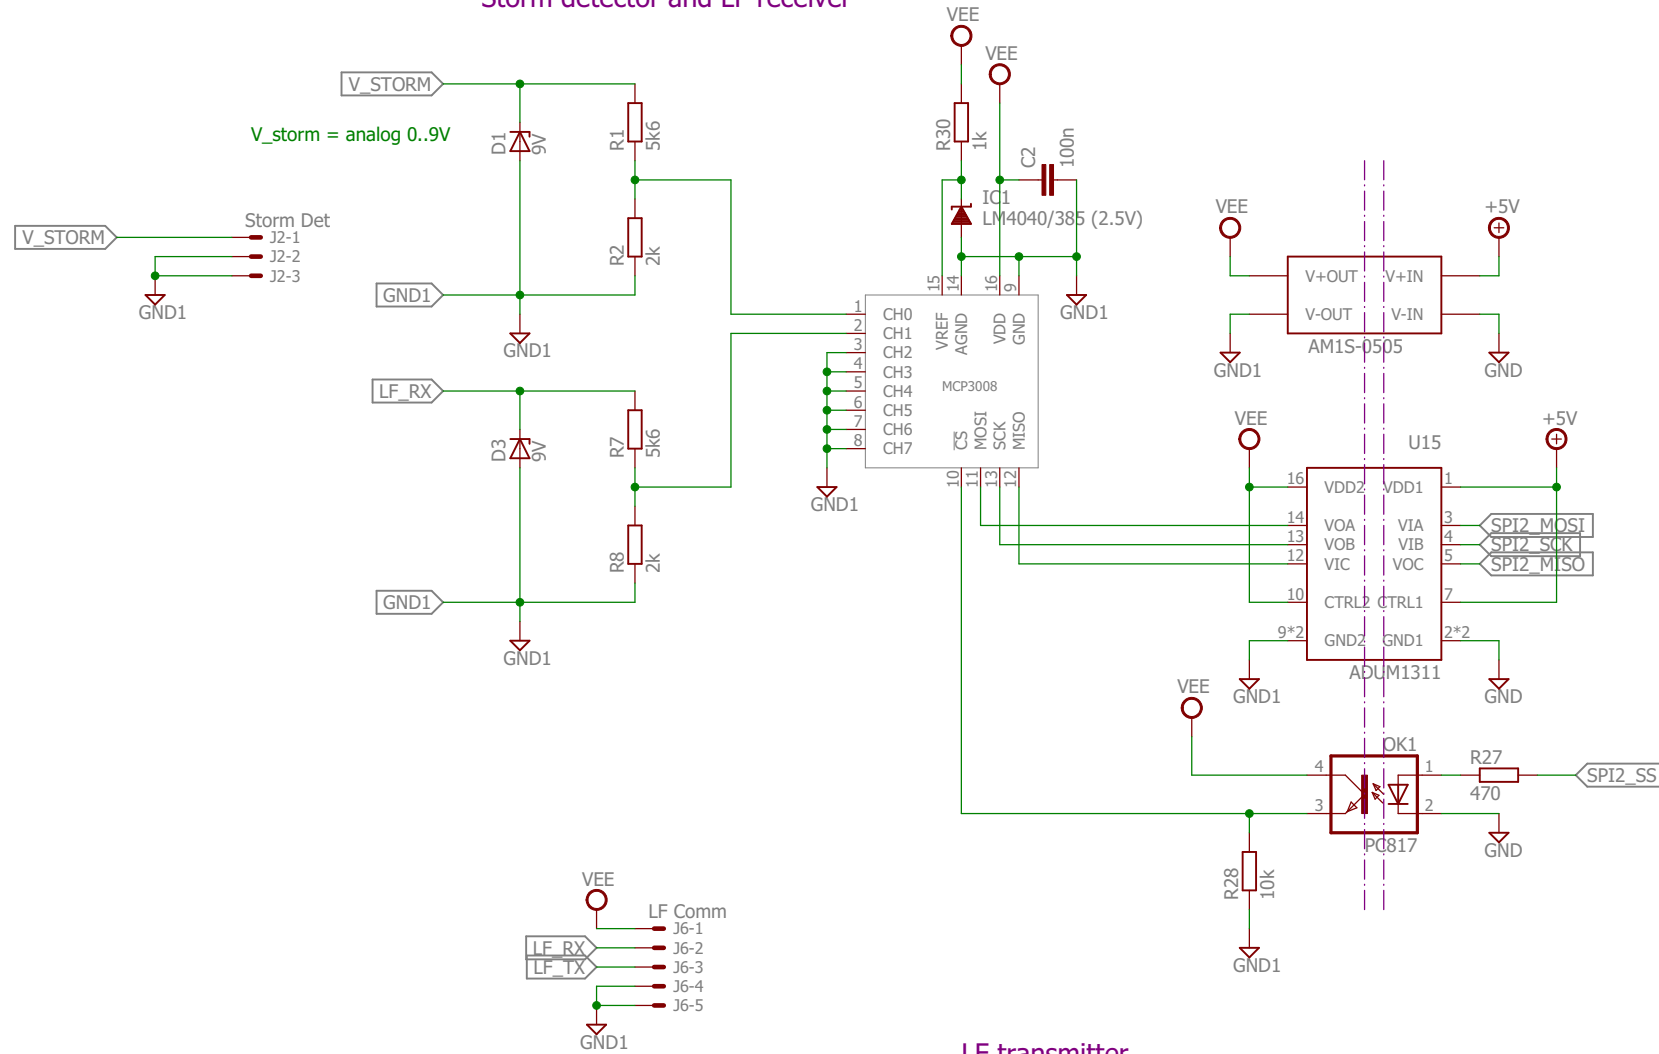 Storm detector and LF receiver
VEE
VEE
V_STORM
V_storm = analog 0..9V
D1
9V
R1
5k6
R30
1k
C2
100n
IC1
LM4040/385 (2.5V)
VEE
+5V
Storm Det
V_STORM
J2-1
J2-2
J2-3
GND1
R2
2k
GND1
GND1
15
14
16
9
GND1
V+OUT
V+IN
V-OUT
V-IN
AM1S-0505
GND1
GND
1
2
3
4
5
6
7
8
CH0
CH1
CH2
CH3
CH4
CH5
CH6
CH7
VREF
AGND
VDD
GND
MCP3008
CS
MOSI
SCK
MISO
10
11
13
12
GND1
LF_RX
D3
9V
R7
5k6
R8
2k
GND1
GND1
VEE
+5V
U15
16
VDD2
VDD1
1
14
VOA
VIA
3
SPI2_MOSI
13
VOB
VIB
4
SPI2_SCK
12
VIC
VOC
5
SPI2_MISO
10
CTRL2
CTRL1
7
9*2
GND2
GND1
2*2
ADUM1311
GND1
GND
VEE
OK1
4
1
R27
470
SPI2_SS
3
2
PC817
GND
R28
10k
GND1
VEE
LF Comm
J6-1
LF_RX
J6-2
LF_TX
J6-3
J6-4
J6-5
GND1
LF transmitter